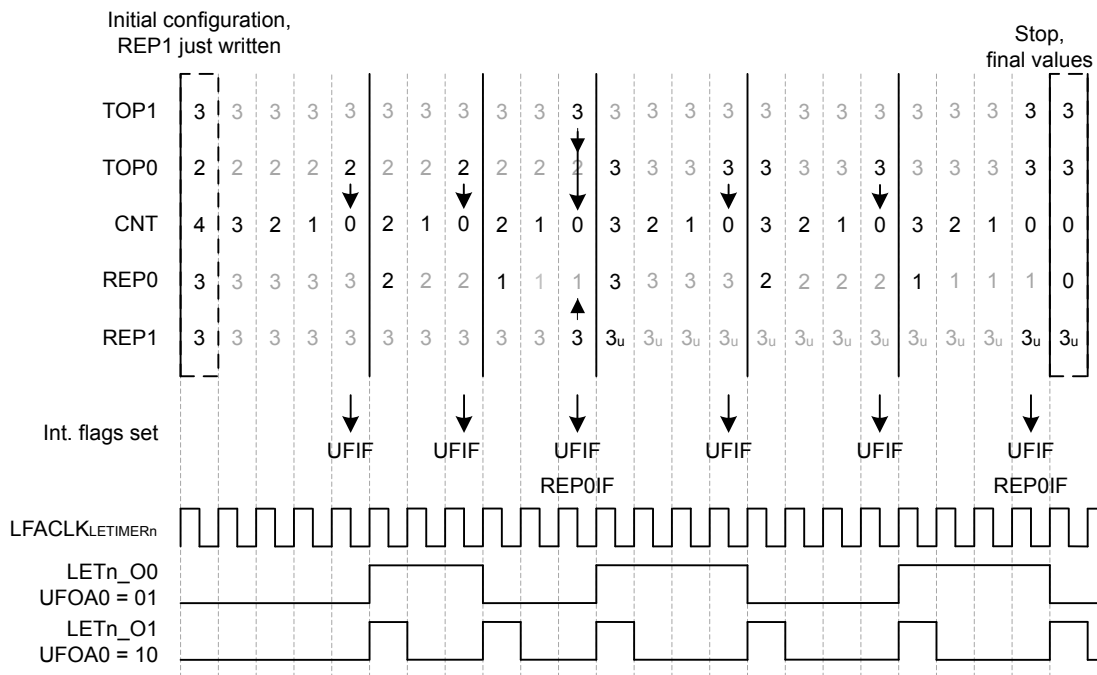 Initial configuration,
REP1 just written
Stop,
final values
TOP1 3 3 3 3 3 3 3 3 3 3 3 3 3 3 3 3 3 3 3 3 3 3 3 3
TOP0 2 2 2 2 2 2 2 2 2 2 2 3 3 3 3 3 3 3 3 3 3 3 3 3
CNT 4 3 2 1 0 2 1 0 2 1 0 3 2 1 0 3 2 1 0 3 2 1 0 0
REP0 3 3 3 3 3 2 2 2 1 1 1 3 3 3 3 2 2 2 2 1 1 1 1 0
REP1 3 3 3 3 3 3 3 3 3 3 3 3u 3u 3u 3u 3u 3u 3u 3u 3u 3u 3u 3u 3u
Int. flags set
UFIF UFIF UFIF UFIF UFIF UFIF
REP0IF REP0IF
LFACLKLETIMERn
LETn_O0
UFOA0 = 01
LETn_O1
UFOA0 = 10